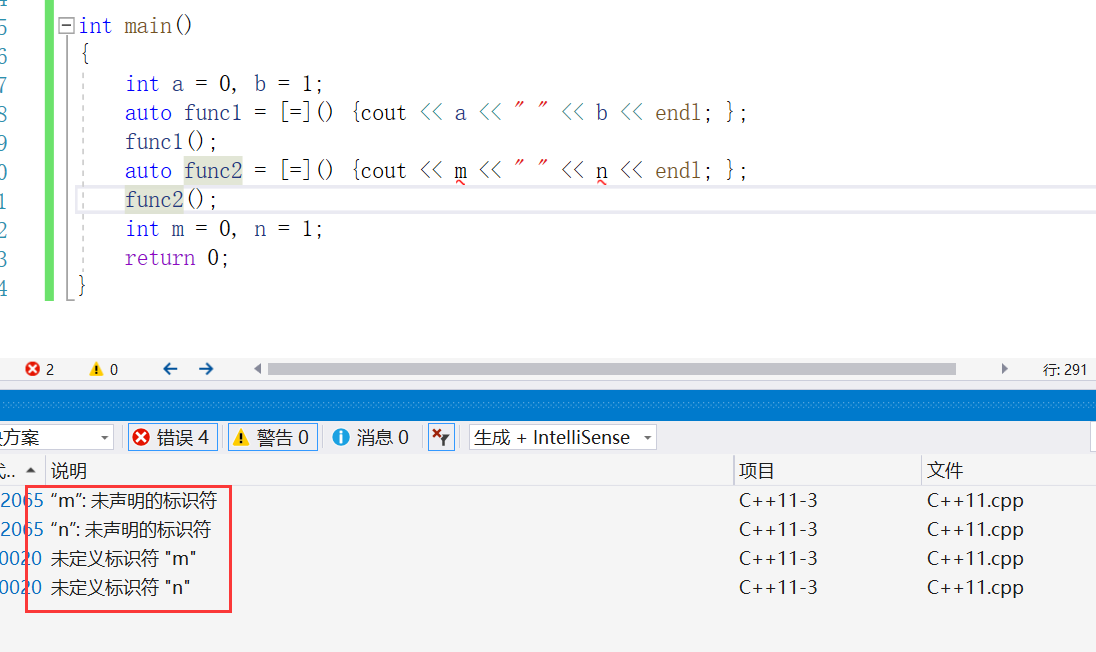 5 int main()
6 {
7 int a = 0, b = 1;
8 auto func1 = [=]() {cout << a << " " << b << endl; };
9 func1();
0 auto func2 = [=]() {cout << m << " " << n << endl; };
1 func2();
2 int m = 0, n = 1;
3 return 0;
4 }
2 0 行: 291
方案 错误 4 警告 0 消息 0 生成 + IntelliSense
.. 说明 项目 文件
2065 “m”: 未声明的标识符 C++11-3 C++11.cpp
2065 “n”: 未声明的标识符 C++11-3 C++11.cpp
0020 未定义标识符 "m" C++11-3 C++11.cpp
0020 未定义标识符 "n" C++11-3 C++11.cpp